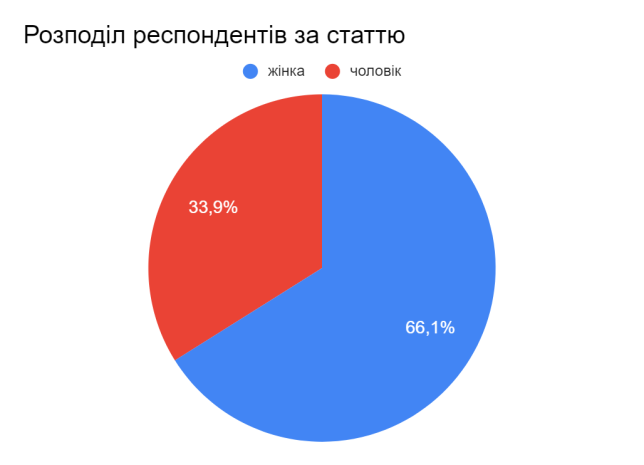 Розподіл респондентів за статтю
жінка чоловік
33,9%
66,1%